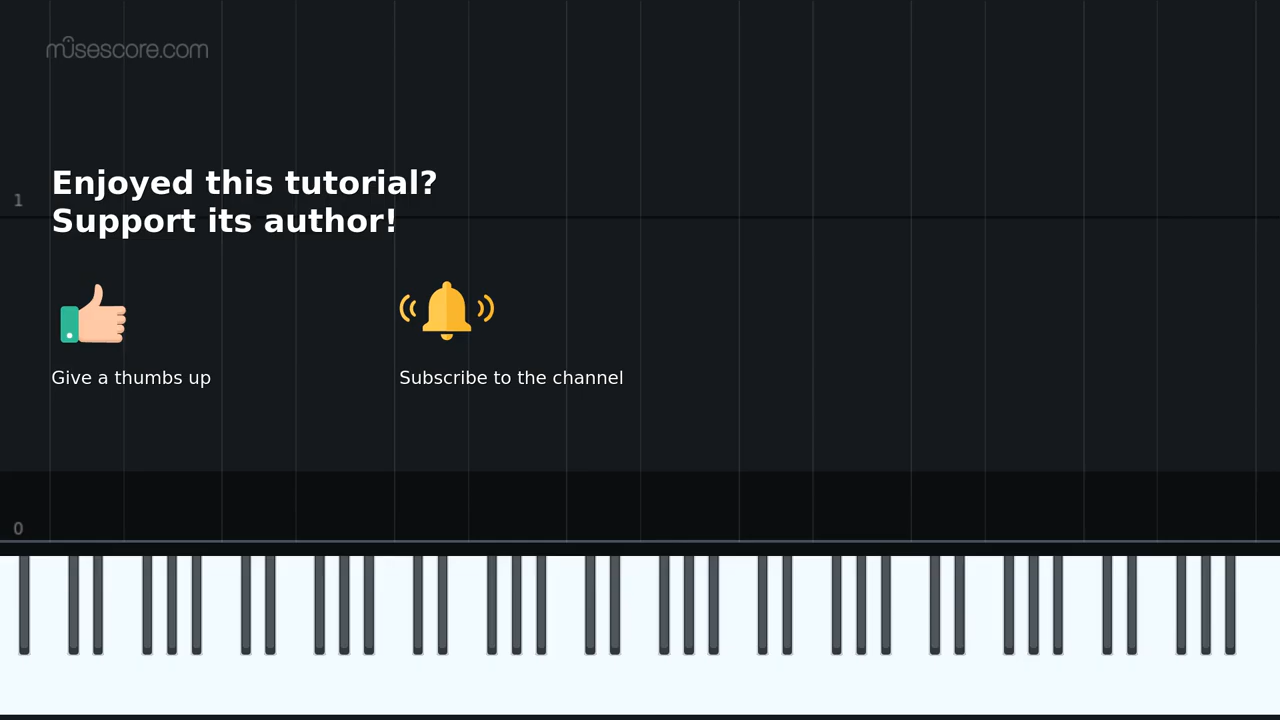 musescore.com
1
Enjoyed this tutorial?
Support its author!
Give a thumbs up
Subscribe to the channel
0